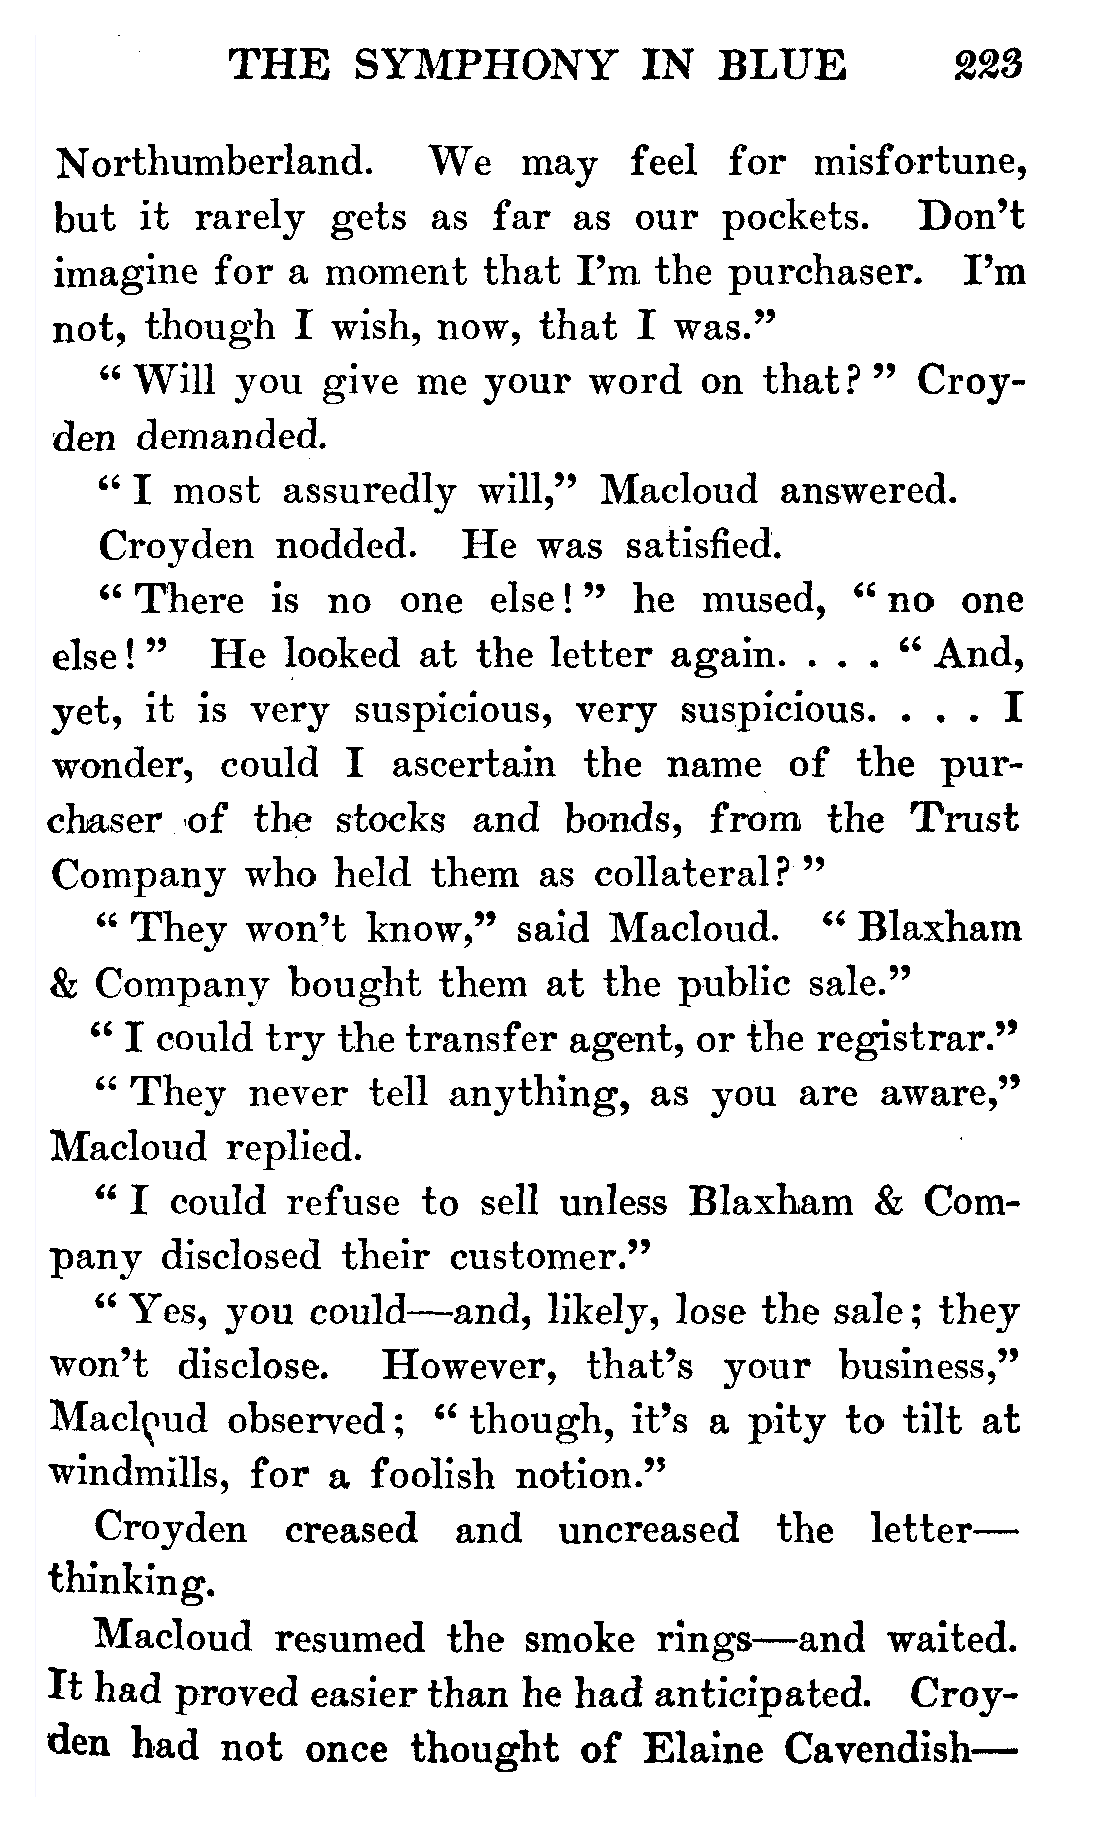 THE SYMPHONY IN BLUE 223
Northumberland. We may feel for misfortune,
but it rarely gets as far as our pockets. Don't
imagine for a moment that I'm the purchaser. I'm
not, though I wish, now, that I was."
" Will you give me your word on that? " Croy-
den demanded.
" I most assuredly will," Macloud answered.
Croyden nodded. He was satisfied.
" There is no one else! " he mused, " no one
else! " He looked at the letter again. . . . " And,
yet, it is very suspicious, very suspicious. . . . I
wonder, could I ascertain the name of the pur-
chaser of the stocks and bonds, from the Trust
Company who held them as collateral? "
" They won't know," said Macloud. " Blaxham
& Company bought them at the public sale."
" I could try the transfer agent, or the registrar."
" They never tell anything, as you are aware,"
Macloud replied.
" I could refuse to sell unless Blaxham & Com-
pany disclosed their customer."
" Yes, you could—and, likely, lose the sale; they
won't disclose. However, that's your business,"
Macloud observed; " though, it's a pity to tilt at
windmills, for a foolish notion."
Croyden creased and uncreased the letter—
thinking.
Macloud resumed the smoke rings—and waited.
It had proved easier than he had anticipated. Croy-
den had not once thought of Elaine Cavendish—